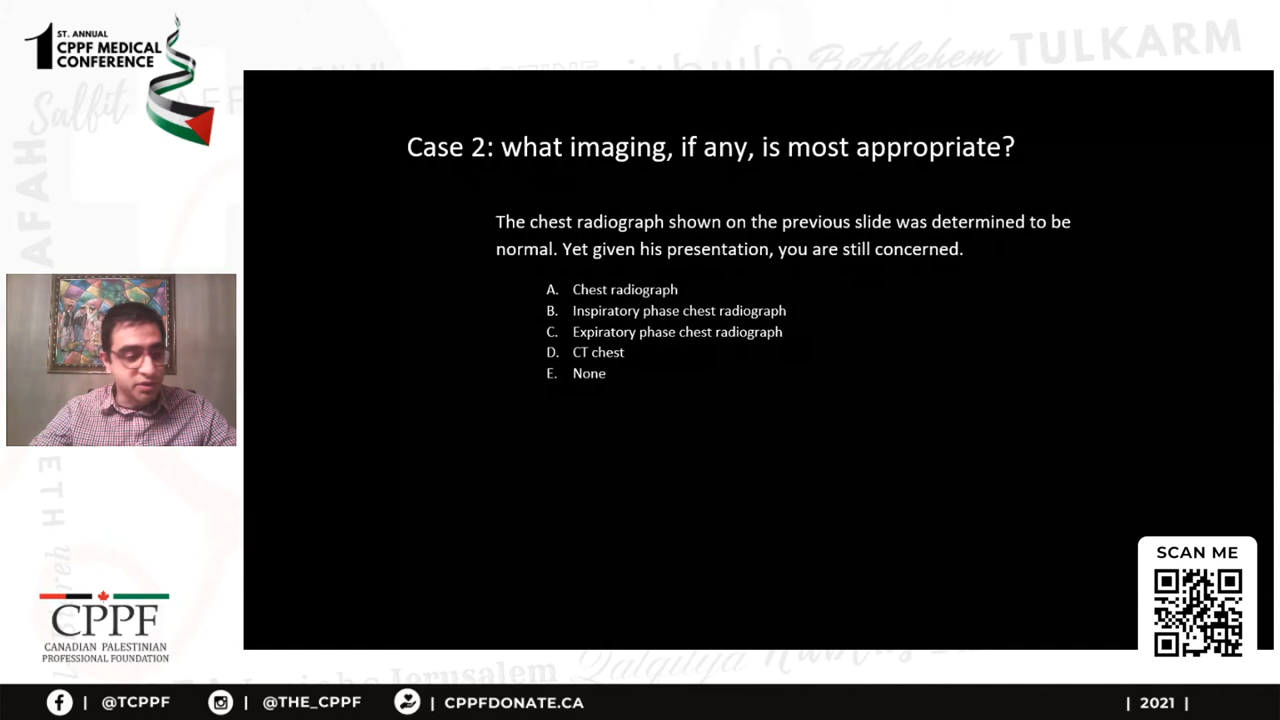 1 ST. ANNUAL
CPPF MEDICAL
CONFERENCE
Bethlehem TULKARM
Salfit
AFAH
Case 2: what imaging, if any, is most appropriate?
The chest radiograph shown on the previous slide was determined to be
normal. Yet given his presentation, you are still concerned.
A. Chest radiograph
B. Inspiratory phase chest radiograph
C. Expiratory phase chest radiograph
D. CT chest
E. None
ETH
SCAN ME
CPPF
CANADIAN PALESTINIAN
PROFESSIONAL FOUNDATION
Jerusalem Qalqilya
| @TCPPF | @THE_CPPF | CPPFDONATE.CA | 2021 |